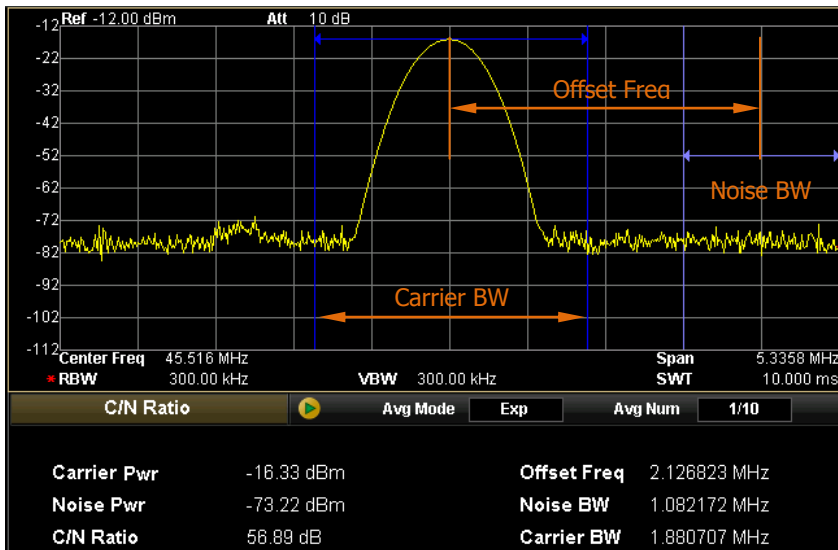 Ref -12.00 dBm Att 10 dB
-12
-22
-32
-42
-52
-62
-72
-82
-92
-102
-112
Offset Freq
Noise BW
Carrier BW
Center Freq 45.516 MHz Span 5.3358 MHz
*RBW 300.00 kHz VBW 300.00 kHz SWT 10.000 ms
C/N Ratio Avg Mode Exp Avg Num 1/10
Carrier Pwr -16.33 dBm Offset Freq 2.126823 MHz
Noise Pwr -73.22 dBm Noise BW 1.082172 MHz
C/N Ratio 56.89 dB Carrier BW 1.880707 MHz